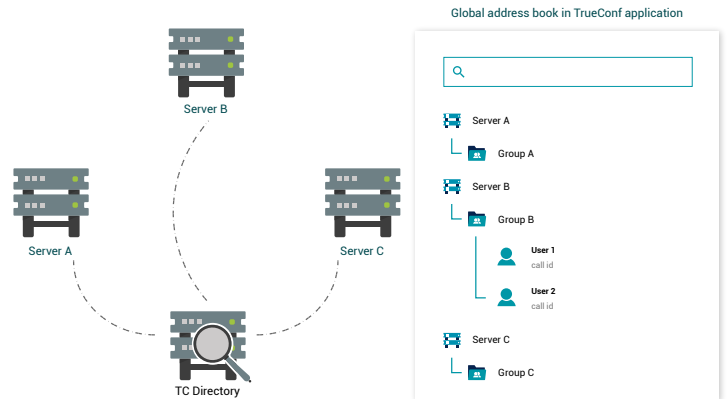 Global address book in TrueConf application
Server B
Server A
Server C
TC Directory
Server A
Group A
Server B
Group B
User 1
call id
User 2
call id
Server C
Group C